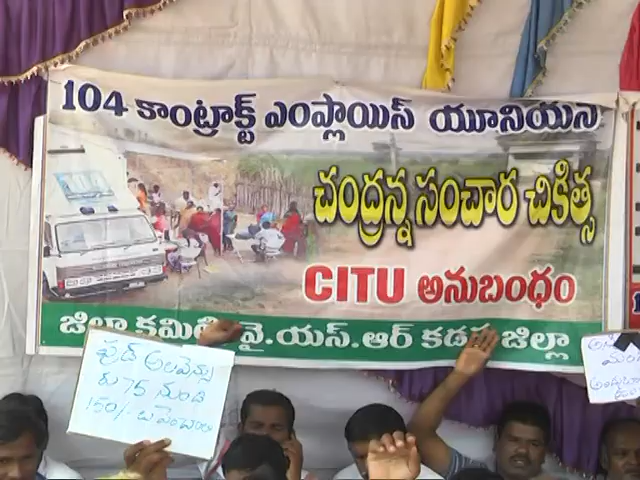 104 కాంట్రాక్ట్ ఎంప్లాయిస్ యూనియన్
చంద్రన్న సంచార చికిత్స
CITU అనుబంధం
జిల్లా కమిటీ వై.యస్.ఆర్ కడప జిల్లా
ఫుడ్ అలవెన్సు
రు 75 నుండి
150/-